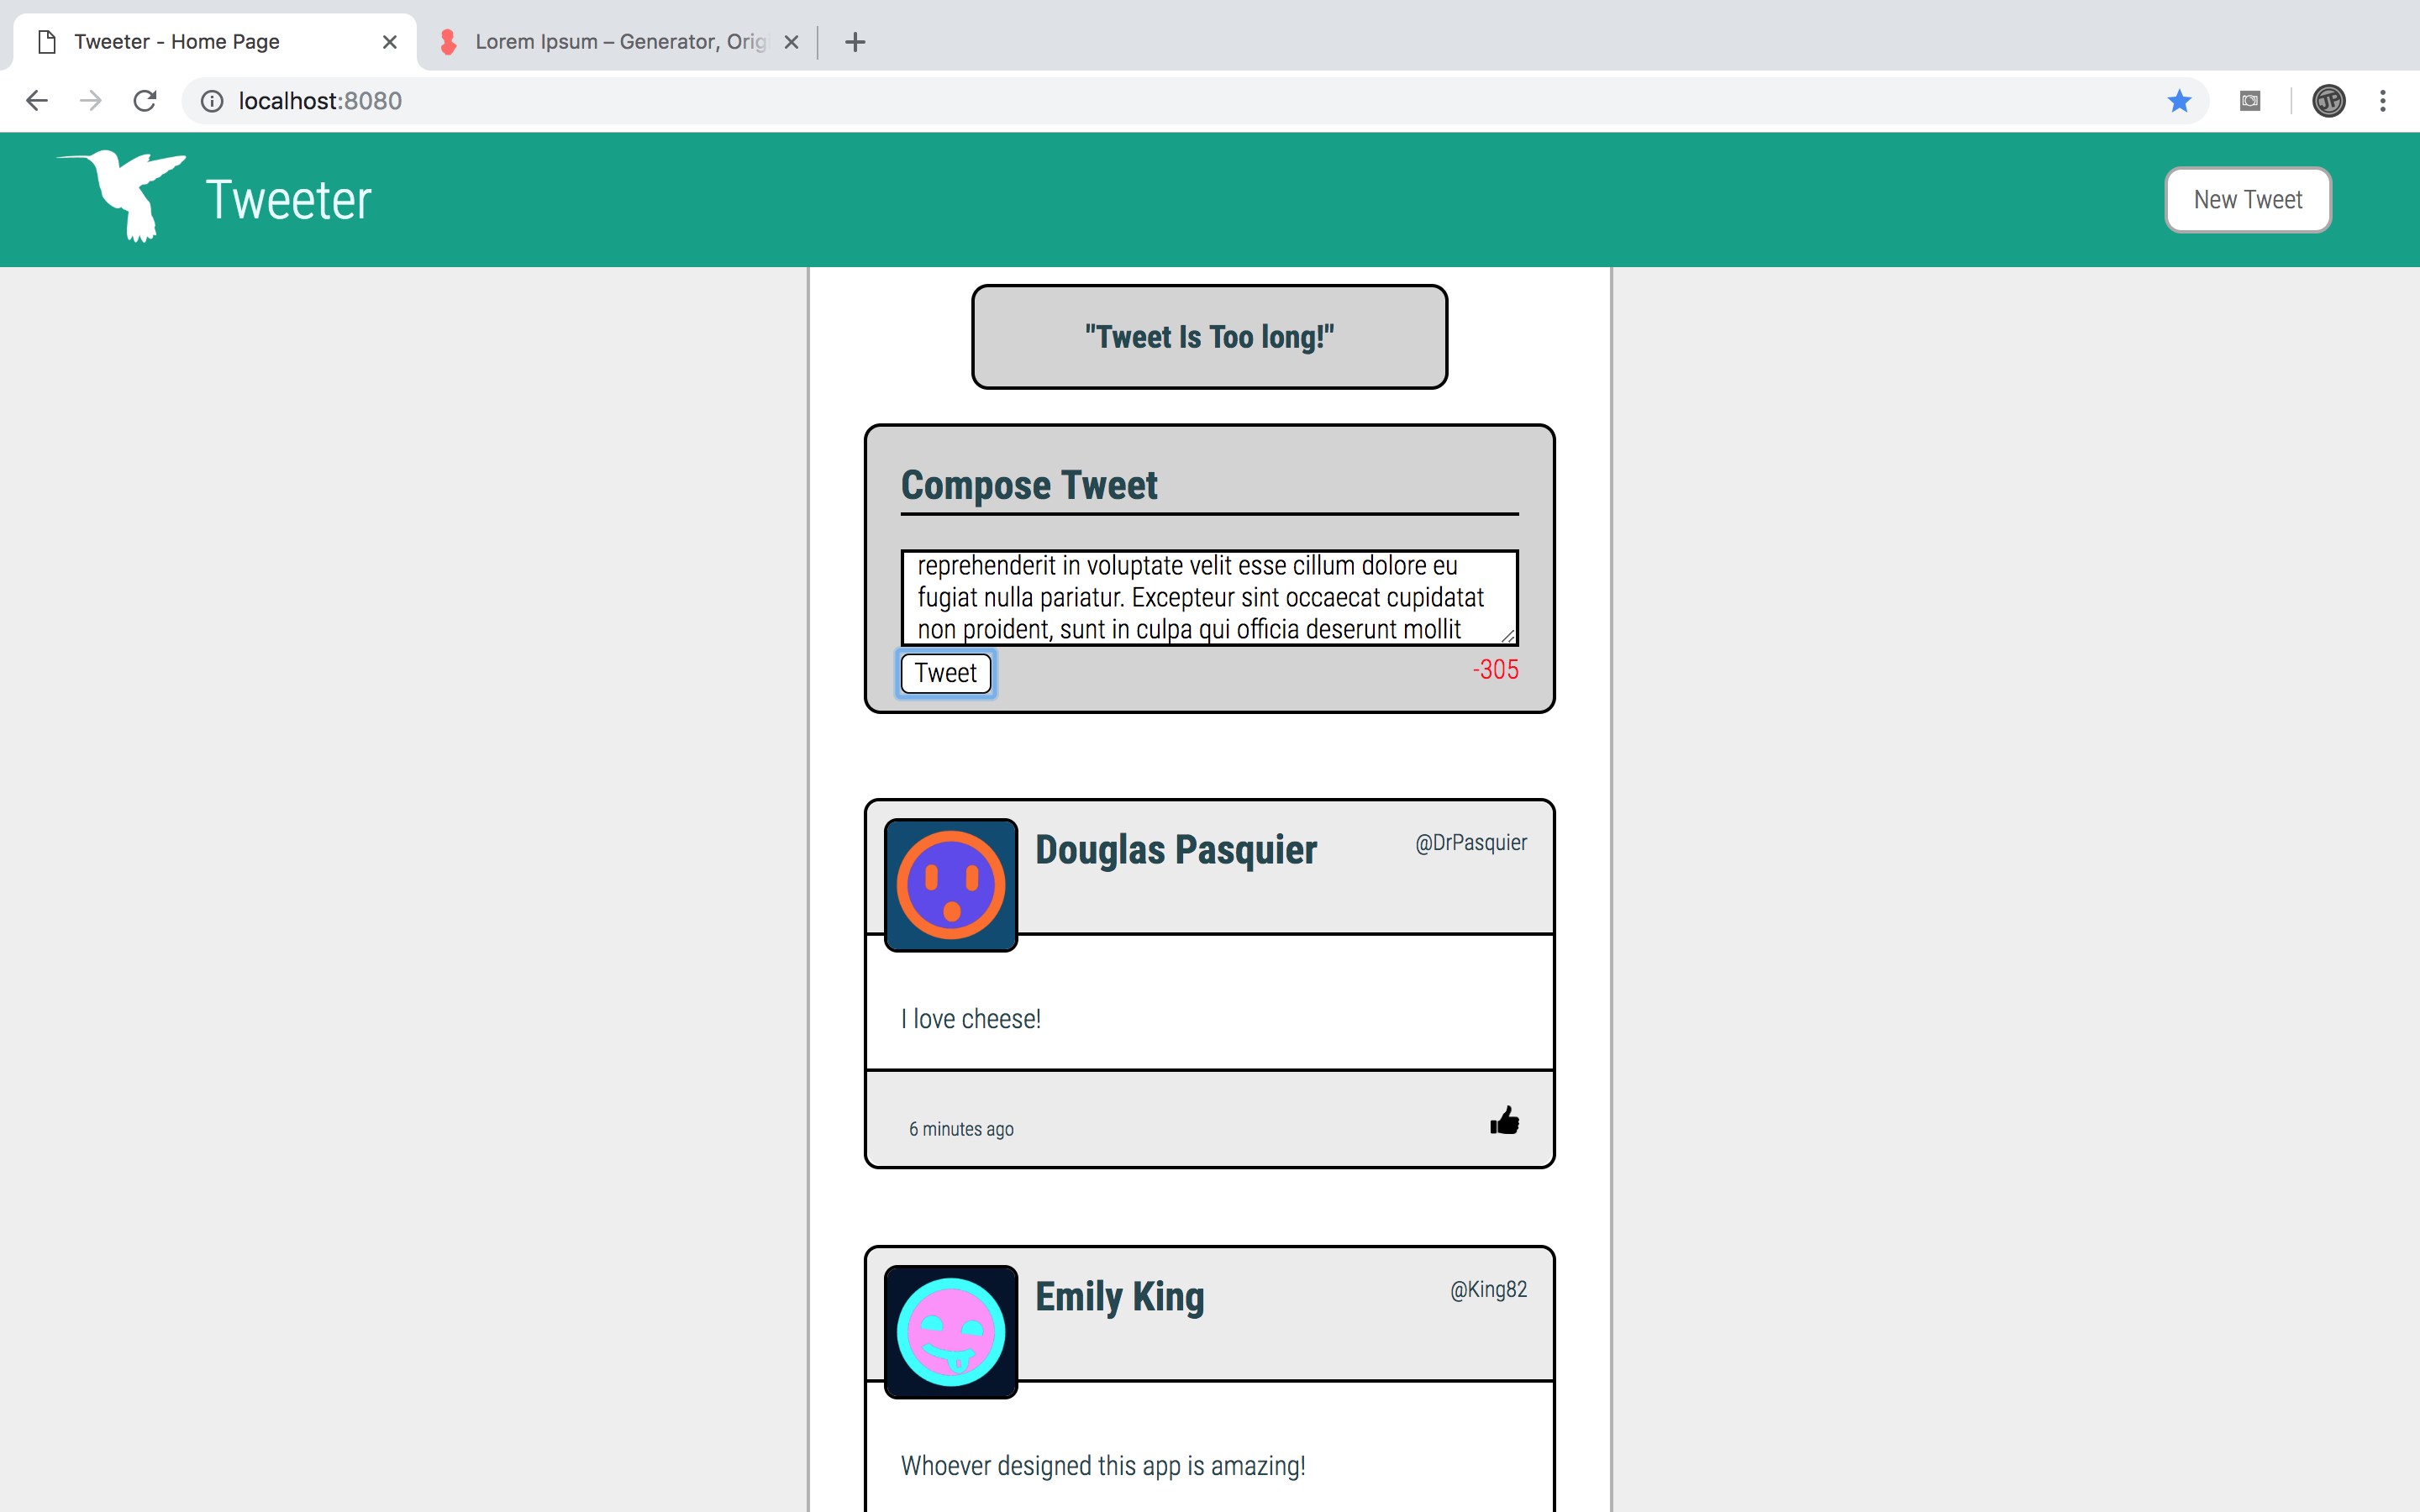 Tweeter - Home Page
Lorem Ipsum – Generator, Orig
localhost:8080
Tweeter
New Tweet
"Tweet Is Too long!"
Compose Tweet
reprehenderit in voluptate velit esse cillum dolore eu
fugiat nulla pariatur. Excepteur sint occaecat cupidatat
non proident, sunt in culpa qui officia deserunt mollit
Tweet
-305
Douglas Pasquier
@DrPasquier
I love cheese!
6 minutes ago
Emily King
@King82
Whoever designed this app is amazing!